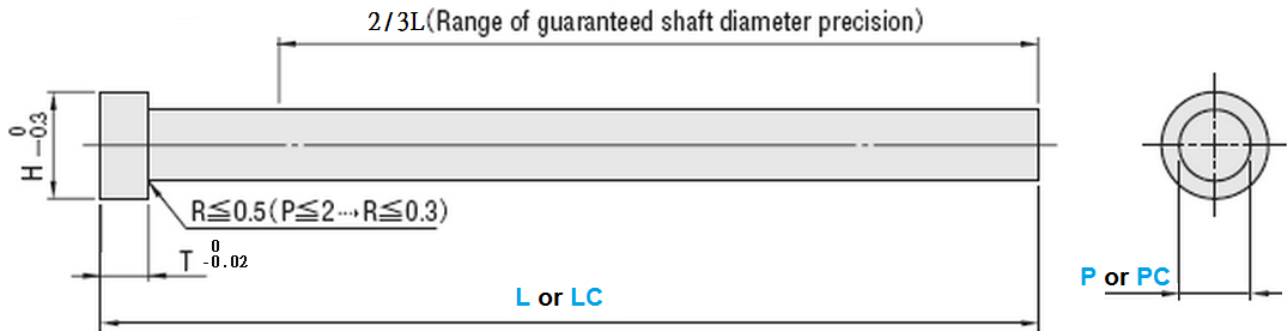 2/3L(Range of guaranteed shaft diameter precision)
H 0 -0.3
R≦0.5(P≦2⋯→R≦0.3)
T 0 -0.02
L or LC
P or PC